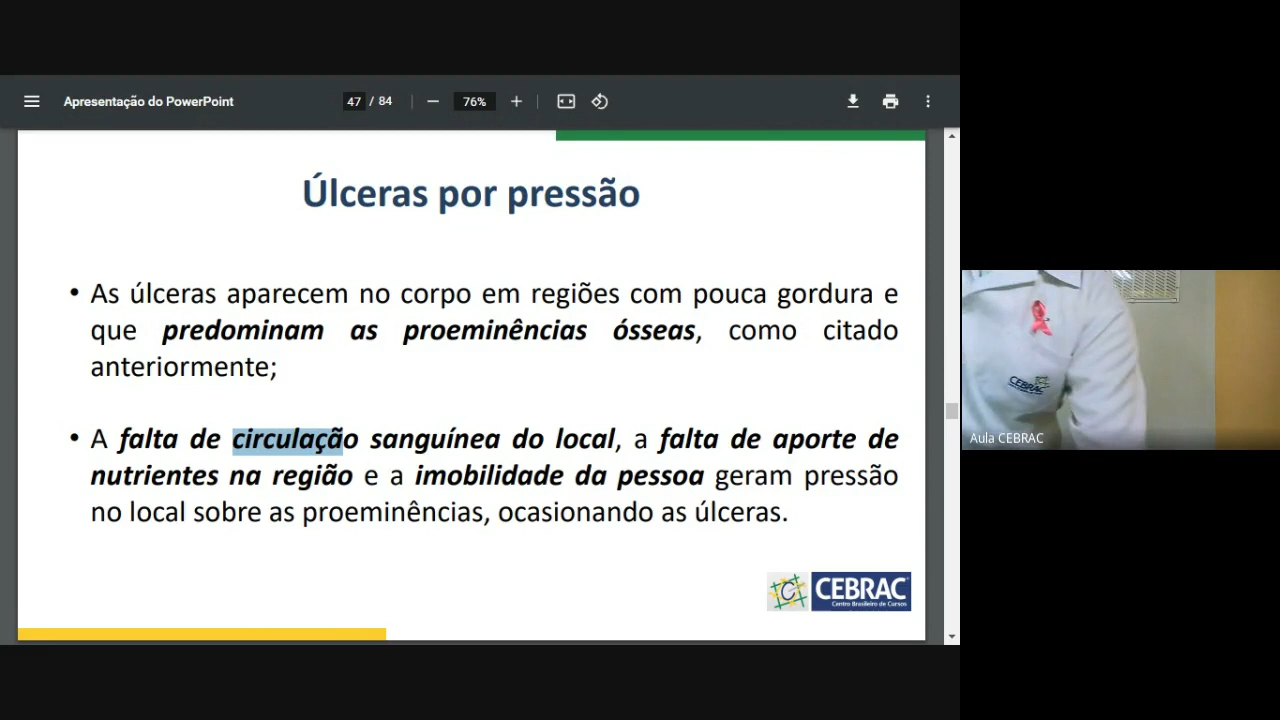 Apresentação do PowerPoint
47 / 84
76%
Úlceras por pressão
• As úlceras aparecem no corpo em regiões com pouca gordura e
que predominam as proeminências ósseas, como citado
anteriormente;
• A falta de circulação sanguínea do local, a falta de aporte de
nutrientes na região e a imobilidade da pessoa geram pressão
no local sobre as proeminências, ocasionando as úlceras.
CEBRAC
Centro Brasileiro de Cursos
CEBRAC
Aula CEBRAC